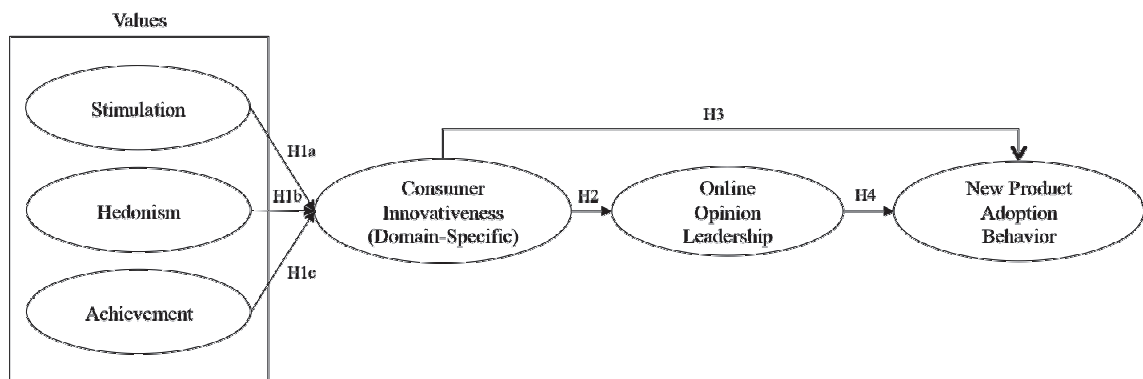 Values
Stimulation
Hedonism
Achievement
H1a
H1b
H1c
Consumer
Innovativeness
(Domain-Specific)
H2
H3
Online
Opinion
Leadership
H4
New Product
Adoption
Behavior